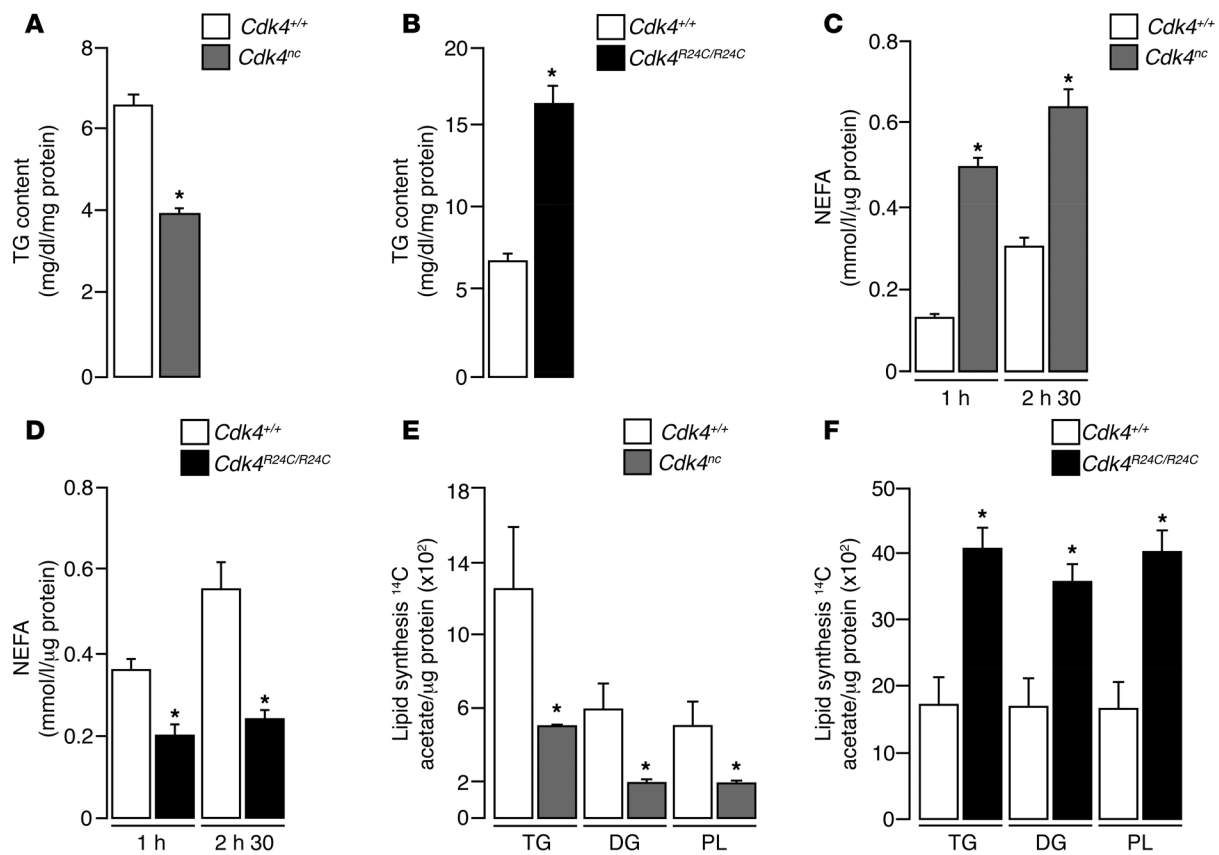 A
Cdk4+/+
Cdk4nc
TG content
(mg/dl/mg protein)
8
6
4
2
0
B
Cdk4+/+
Cdk4R24C/R24C
TG content
(mg/dl/mg protein)
20
15
10
5
0
C
Cdk4+/+
Cdk4nc
NEFA
(mmol/l/μg protein)
0.8
0.6
0.4
0.2
0
*
*
*
*
1 h
2 h 30
D
Cdk4+/+
Cdk4R24C/R24C
NEFA
(mmol/l/μg protein)
0.8
0.6
0.4
0.2
0
*
*
1 h
2 h 30
E
Cdk4+/+
Cdk4nc
Lipid synthesis 14C
acetate/μg protein (x10²)
18
14
10
6
2
0
*
*
*
TG
DG
PL
F
Cdk4+/+
Cdk4R24C/R24C
Lipid synthesis 14C
acetate/μg protein (x10²)
50
40
30
20
10
0
*
*
*
TG
DG
PL